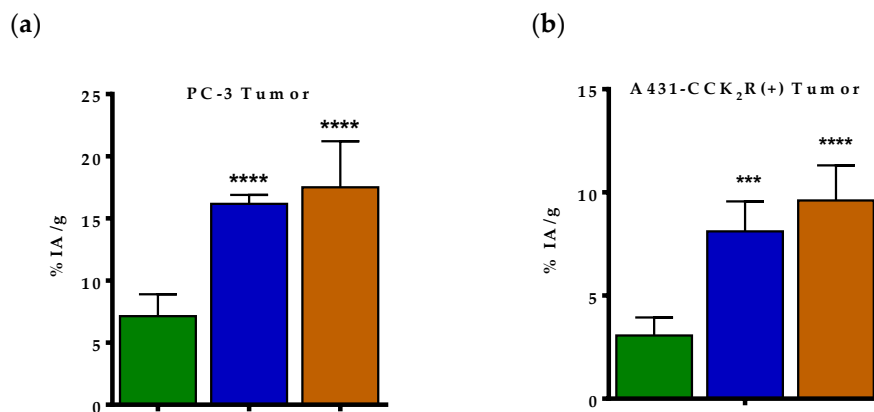 (a)
(b)
PC-3 Tumor
25
20
15
10
5
0
% IA/g
****
****
A431-CCK₂R(+) Tumor
15
10
5
0
% IA/g
***
****